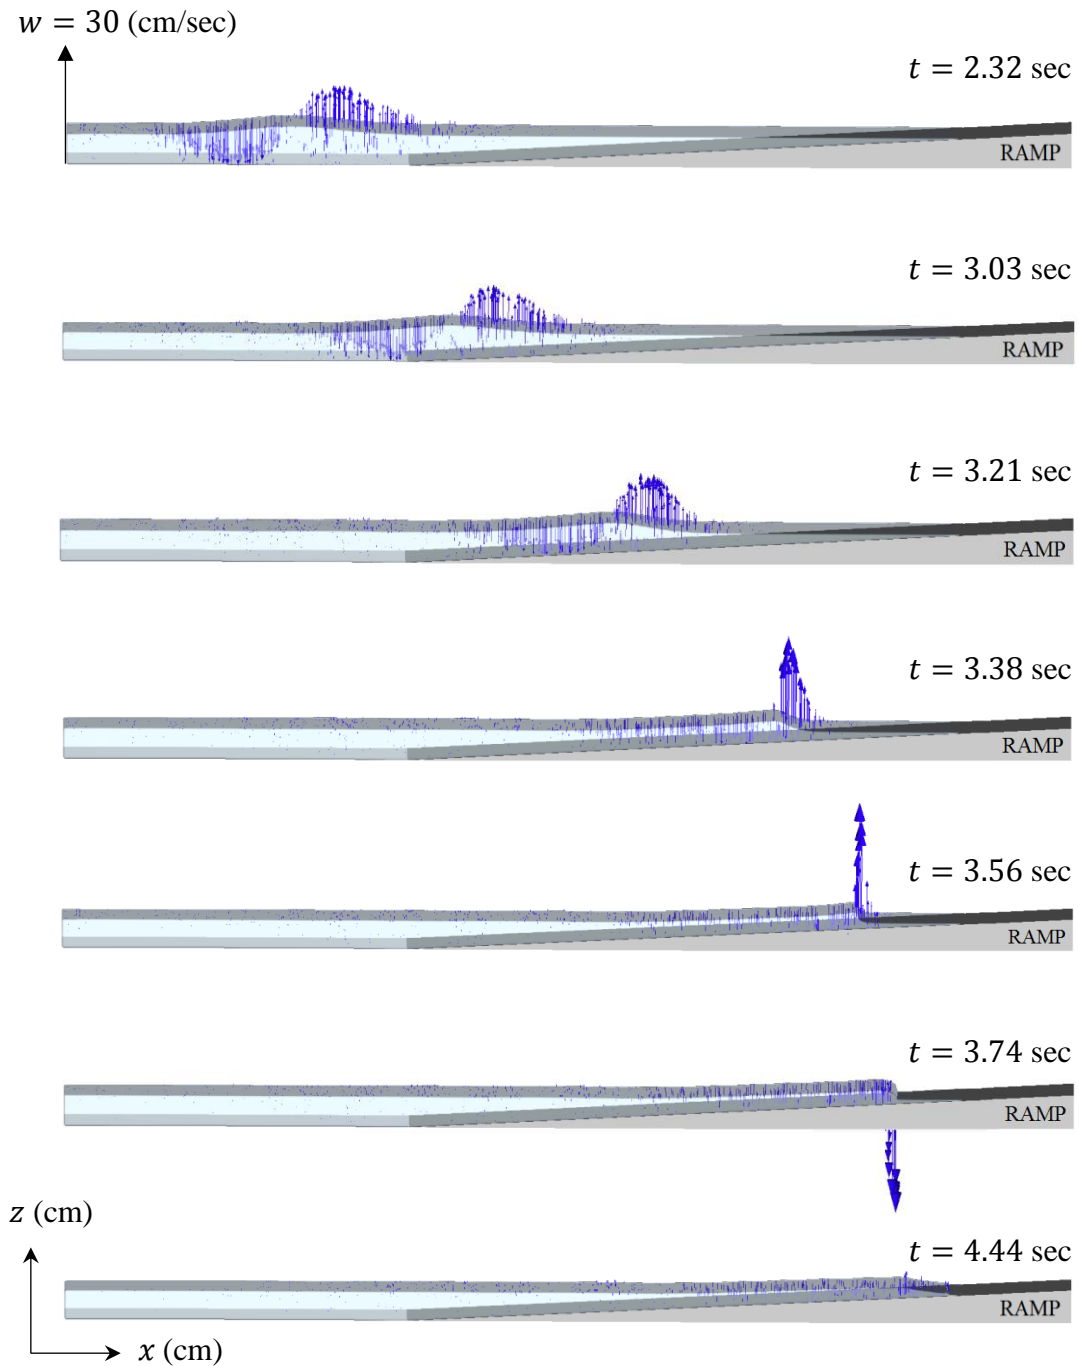 w = 30 (cm/sec)
t = 2.32 sec
RAMP
t = 3.03 sec
RAMP
t = 3.21 sec
RAMP
t = 3.38 sec
RAMP
t = 3.56 sec
RAMP
t = 3.74 sec
RAMP
z (cm)
t = 4.44 sec
RAMP
x (cm)